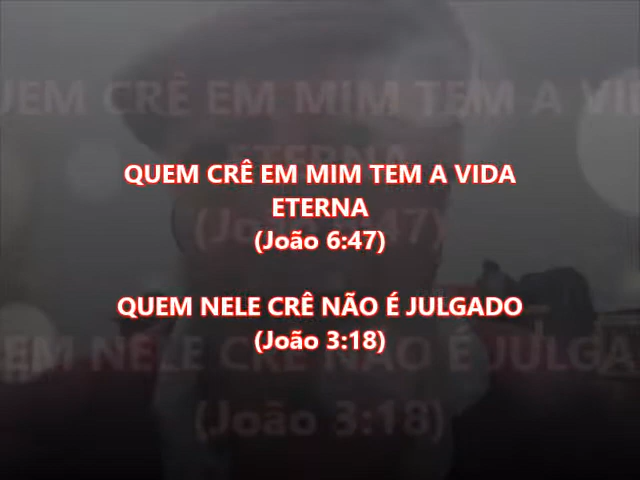 QUEM CRÊ EM MIM TEM A VIDA
ETERNA
(João 6:47)
QUEM NELE CRÊ NÃO É JULGADO
(João 3:18)